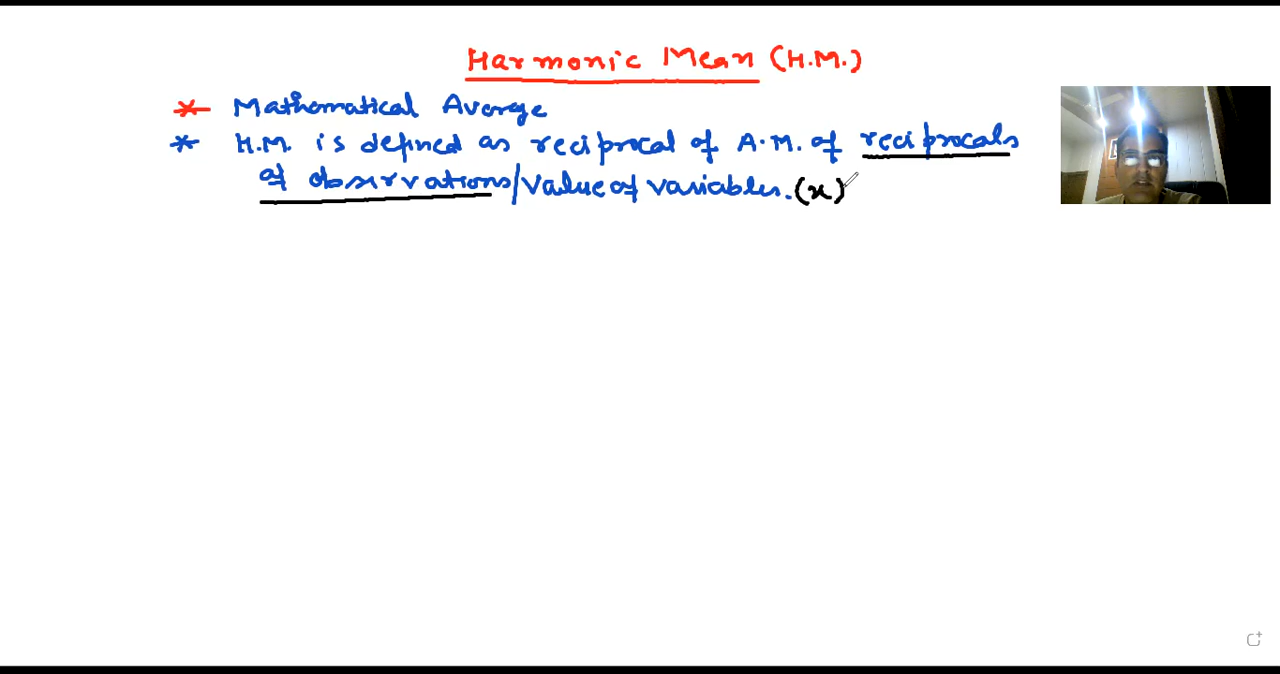 Harmonic Mean (H.M.)
* Mathematical Average
* H.M. is defined as reciprocal of A.M. of reciprocals
of observations/value of variables. (x)